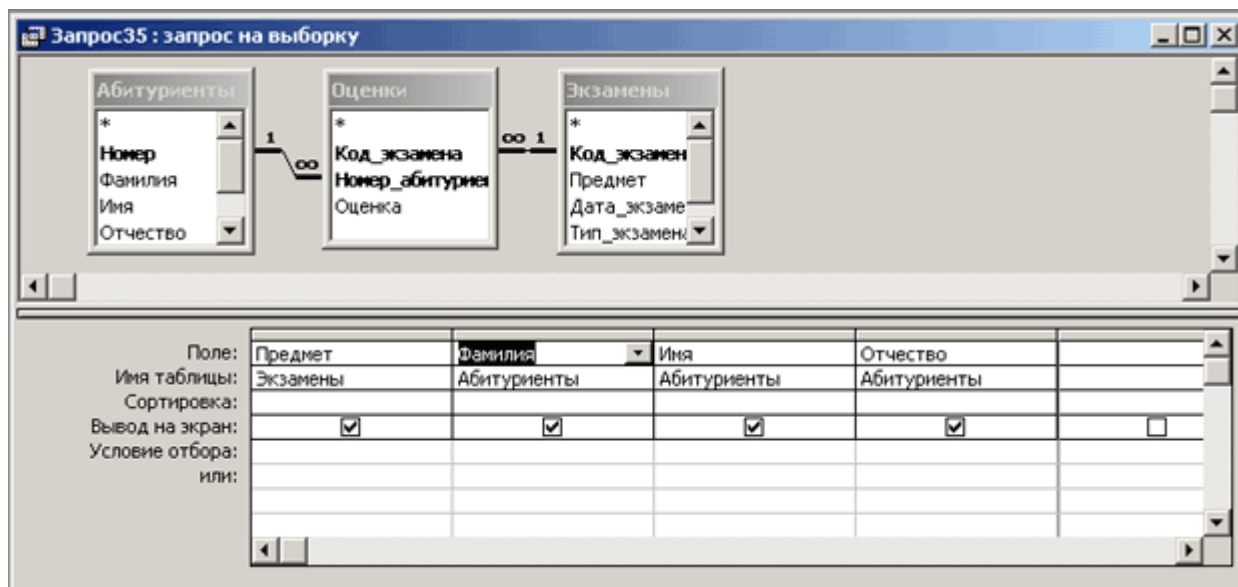 Запрос35 : запрос на выборку
Абитуриенты
*
Номер
Фамилия
Имя
Отчество
1
∞
Оценки
*
Код_экзамена
Номер_абитуриен
Оценка
∞ 1
Экзамены
*
Код_экзамен
Предмет
Дата_экзаме
Тип_экзамена
Поле: Предмет Фамилия Имя Отчество
Имя таблицы: Экзамены Абитуриенты Абитуриенты Абитуриенты
Сортировка:
Вывод на экран:
Условие отбора:
или: